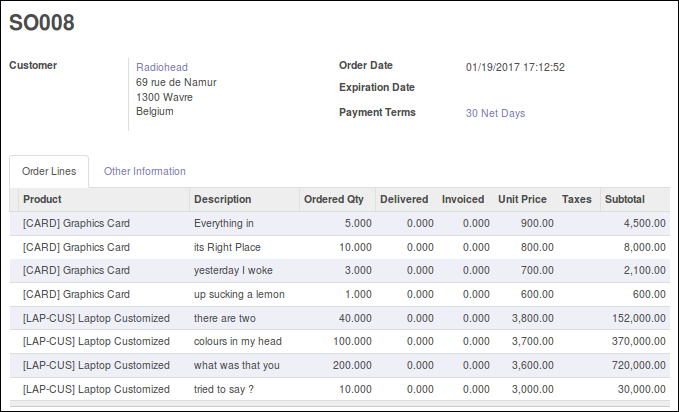 SO008
Customer Radiohead Order Date 01/19/2017 17:12:52
69 rue de Namur Expiration Date
1300 Wavre
Belgium Payment Terms 30 Net Days
Order Lines Other Information
Product Description Ordered Qty Delivered Invoiced Unit Price Taxes Subtotal
[CARD] Graphics Card Everything in 5.000 0.000 0.000 900.00 4,500.00
[CARD] Graphics Card its Right Place 10.000 0.000 0.000 800.00 8,000.00
[CARD] Graphics Card yesterday I woke 3.000 0.000 0.000 700.00 2,100.00
[CARD] Graphics Card up sucking a lemon 1.000 0.000 0.000 600.00 600.00
[LAP-CUS] Laptop Customized there are two 40.000 0.000 0.000 3,800.00 152,000.00
[LAP-CUS] Laptop Customized colours in my head 100.000 0.000 0.000 3,700.00 370,000.00
[LAP-CUS] Laptop Customized what was that you 200.000 0.000 0.000 3,600.00 720,000.00
[LAP-CUS] Laptop Customized tried to say ? 10.000 0.000 0.000 3,000.00 30,000.00